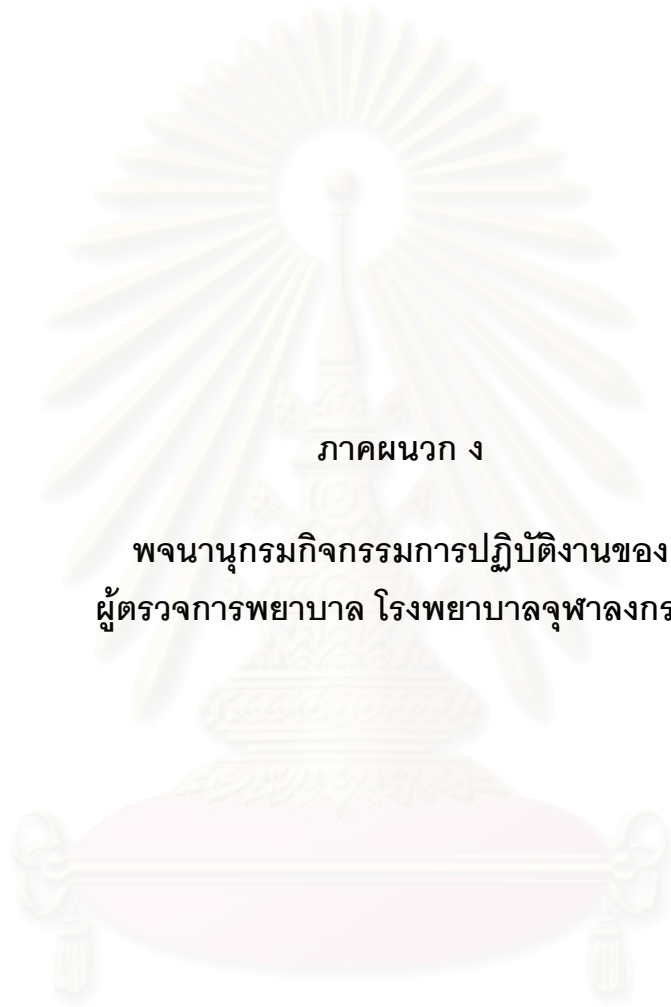 ภาคผนวก ง
พจนานุกรมกิจกรรมการปฏิบัติงานของ
ผู้ตรวจการพยาบาล โรงพยาบาลจุฬาลงกร